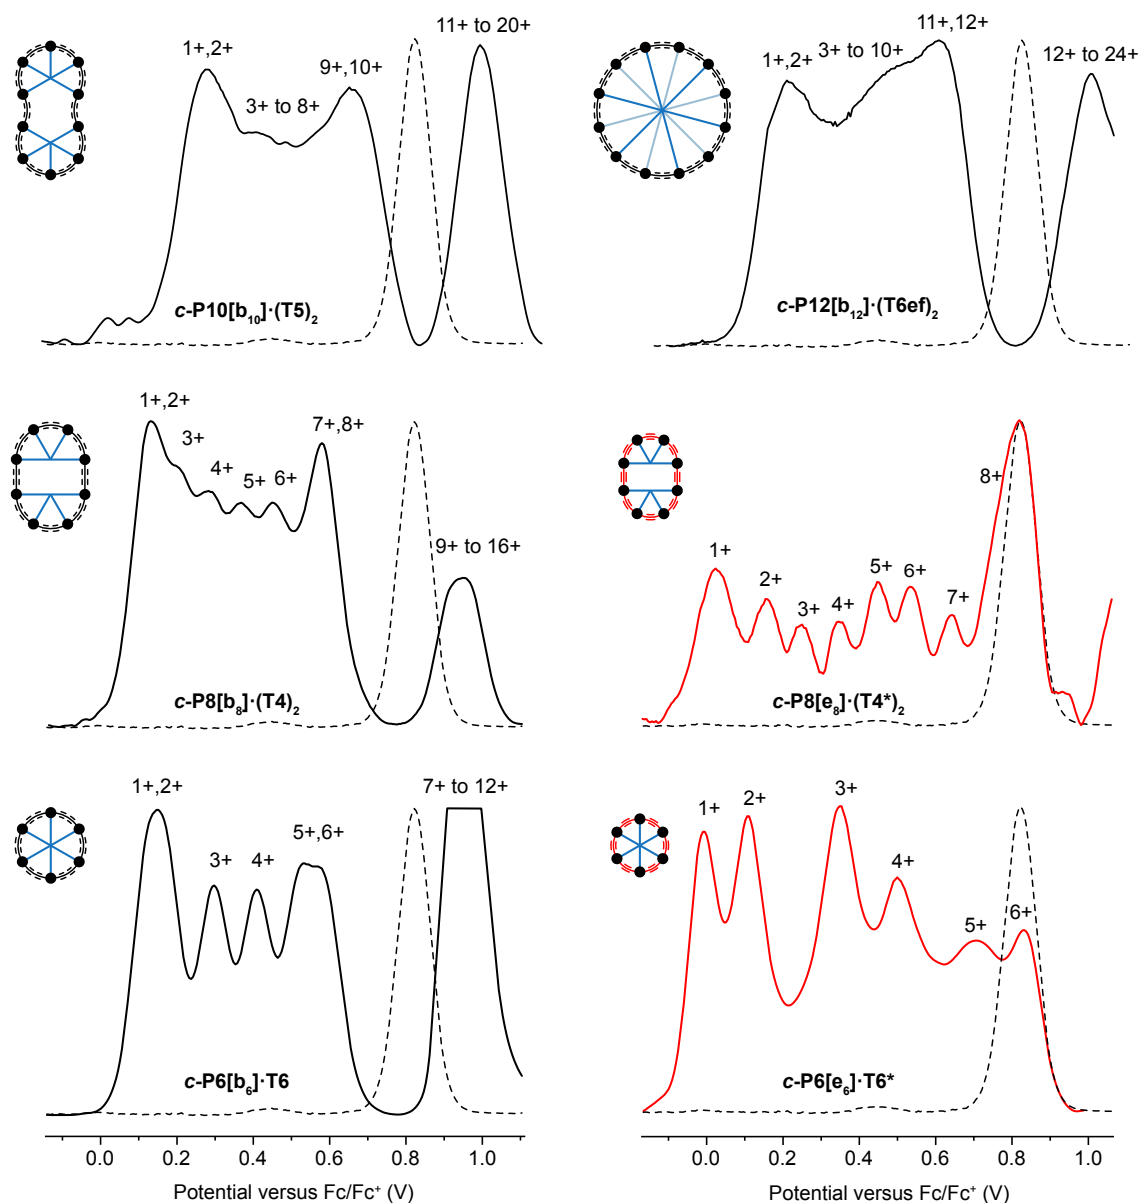 1+,2+
3+ to 8+
9+,10+
11+ to 20+
c-P10[b₁₀]·(T5)₂
1+,2+
3+ to 10+
11+,12+
12+ to 24+
c-P12[b₁₂]·(T6ef)₂
1+,2+
3+
4+
5+
6+
7+,8+
9+ to 16+
c-P8[b₈]·(T4)₂
1+
2+
3+
4+
5+
6+
7+
8+
c-P8[e₈]·(T4*)₂
1+,2+
3+
4+
5+,6+
7+ to 12+
c-P6[b₆]·T6
1+
2+
3+
4+
5+
6+
c-P6[e₆]·T6*
0.0 0.2 0.4 0.6 0.8 1.0
Potential versus Fc/Fc⁺ (V)
0.0 0.2 0.4 0.6 0.8 1.0
Potential versus Fc/Fc⁺ (V)